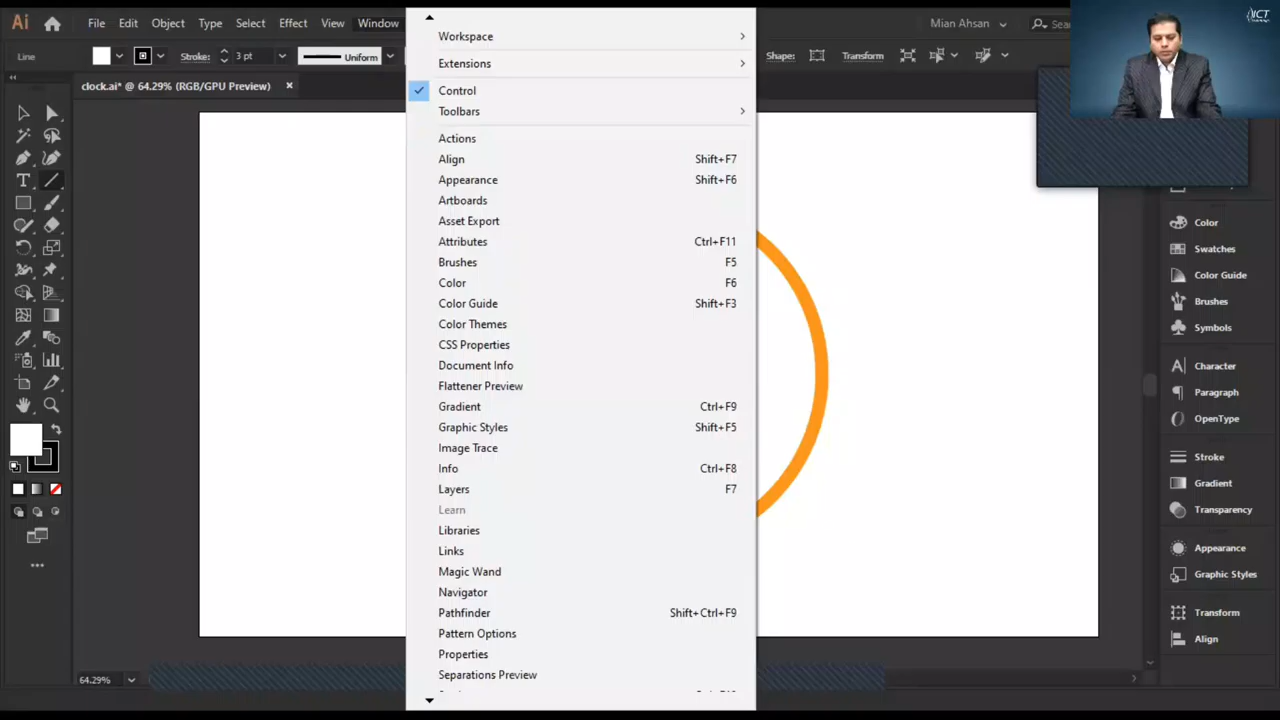 Ai File Edit Object Type Select Effect View Window Mian Ahsan
ICT
Line Stroke: 3 pt Uniform Shape: Transform
clock.ai* @ 64.29% (RGB/GPU Preview)
Workspace
Extensions
Control
Toolbars
Actions
Align Shift+F7
Appearance Shift+F6
Artboards
Asset Export
Attributes Ctrl+F11
Brushes F5
Color F6
Color Guide Shift+F3
Color Themes
CSS Properties
Document Info
Flattener Preview
Gradient Ctrl+F9
Graphic Styles Shift+F5
Image Trace
Info Ctrl+F8
Layers F7
Learn
Libraries
Links
Magic Wand
Navigator
Pathfinder Shift+Ctrl+F9
Pattern Options
Properties
Separations Preview
Color
Swatches
Color Guide
Brushes
Symbols
Character
Paragraph
OpenType
Stroke
Gradient
Transparency
Appearance
Graphic Styles
Transform
Align
64.29%